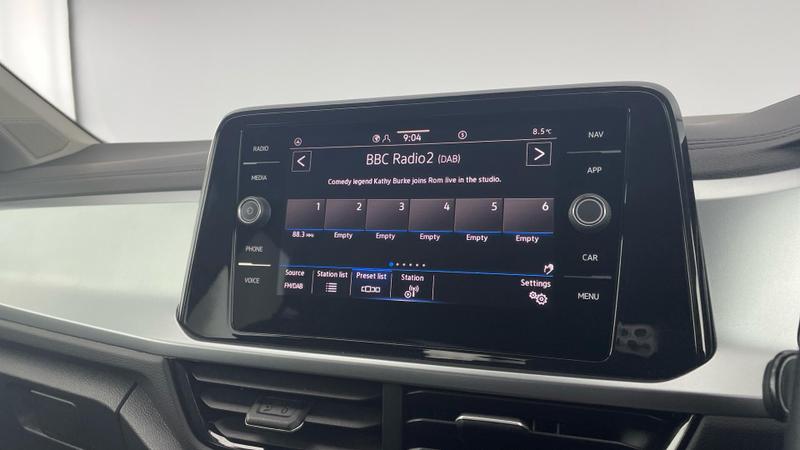 RADIO
MEDIA
PHONE
VOICE
9:04
8.5°C
< BBC Radio2 (DAB) >
Comedy legend Kathy Burke joins Rom live in the studio.
1 2 3 4 5 6
88.3 MHz Empty Empty Empty Empty Empty
Source Station list Preset list Station Settings
FM/DAB
NAV
APP
CAR
MENU